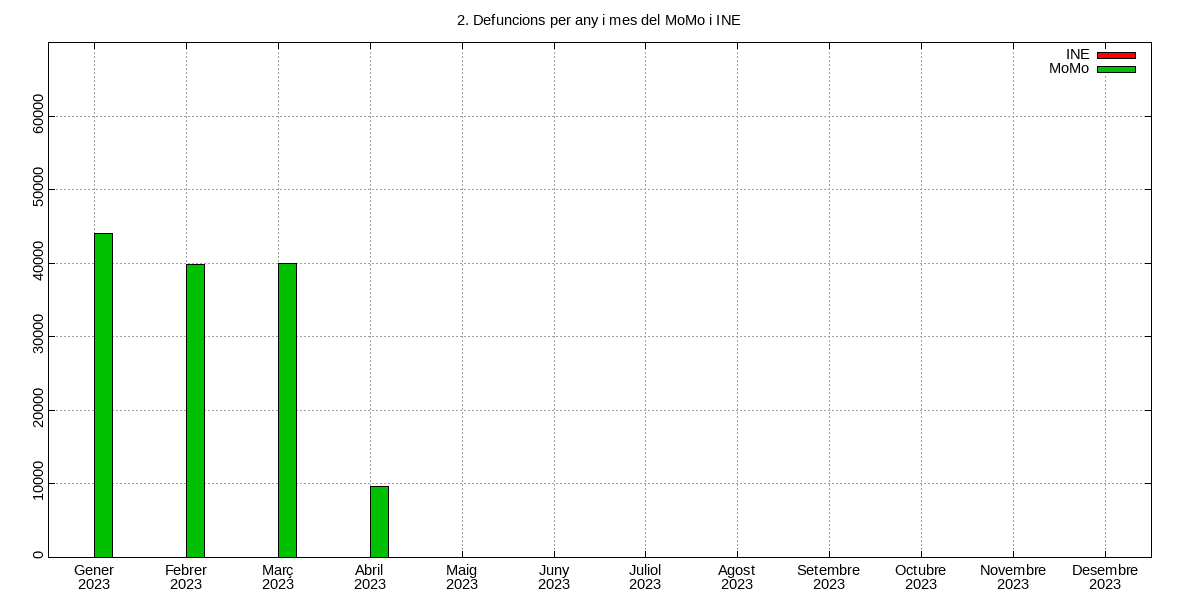 2. Defuncions per any i mes del MoMo i INE
INE
MoMo
60000
50000
40000
30000
20000
10000
0
Gener Febrer Març Abril Maig Juny Juliol Agost Setembre Octubre Novembre Desembre
2023 2023 2023 2023 2023 2023 2023 2023 2023 2023 2023 2023